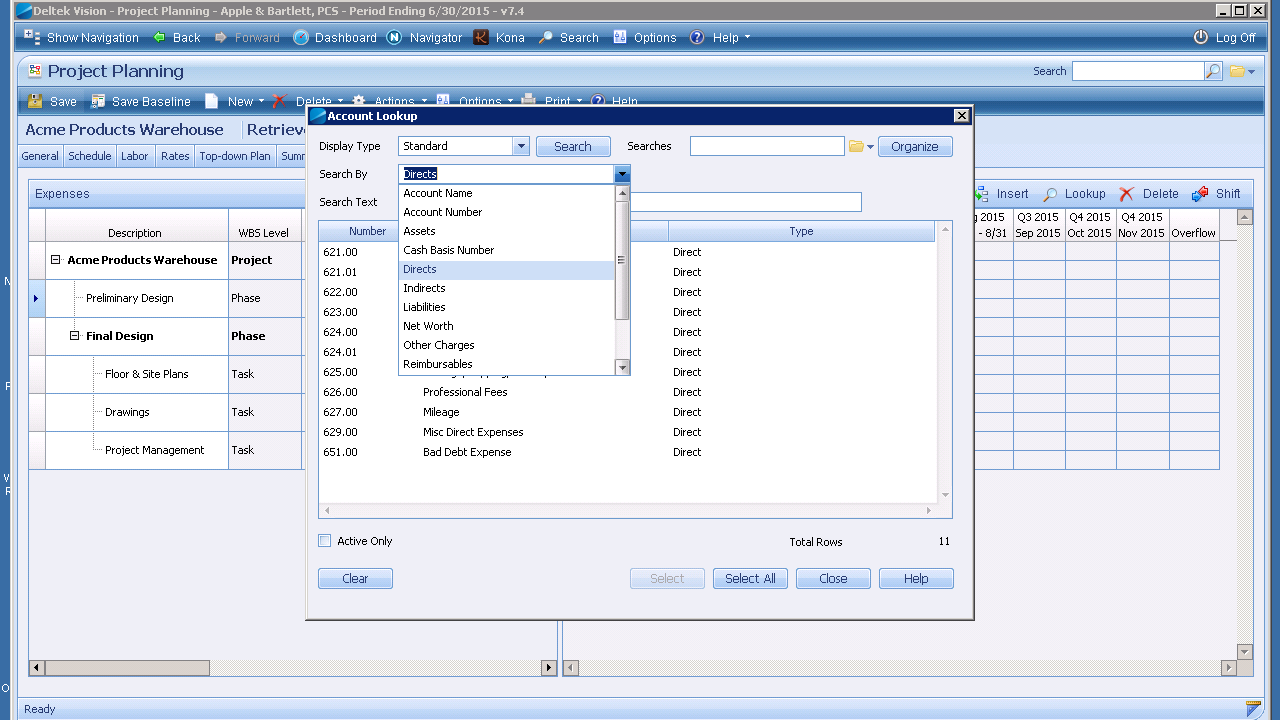 Deltek Vision - Project Planning - Apple & Bartlett, PCS - Period Ending 6/30/2015 - v7.4
Show Navigation Back Forward Dashboard Navigator Kona Search Options Help Log Off
Project Planning Search
Save Save Baseline New Delete Actions Options Print Help
Acme Products Warehouse Retrieve
General Schedule Labor Rates Top-down Plan Summ
Expenses Insert Lookup Delete Shift
Description WBS Level
2015 Q3 2015 Q4 2015 Q4 2015
- 8/31 Sep 2015 Oct 2015 Nov 2015 Overflow
Acme Products Warehouse Project
Preliminary Design Phase
Final Design Phase
Floor & Site Plans Task
Drawings Task
Project Management Task
Account Lookup
Display Type Standard Search Searches Organize
Search By Directs
Search Text
Account Name
Account Number
Assets
Cash Basis Number
Directs
Indirects
Liabilities
Net Worth
Other Charges
Reimbursables
Number Type
621.00 Direct
621.01 Direct
622.00 Direct
623.00 Direct
624.00 Direct
624.01 Direct
625.00 Direct
626.00 Professional Fees Direct
627.00 Mileage Direct
629.00 Misc Direct Expenses Direct
651.00 Bad Debt Expense Direct
Active Only Total Rows 11
Clear Select Select All Close Help
Ready